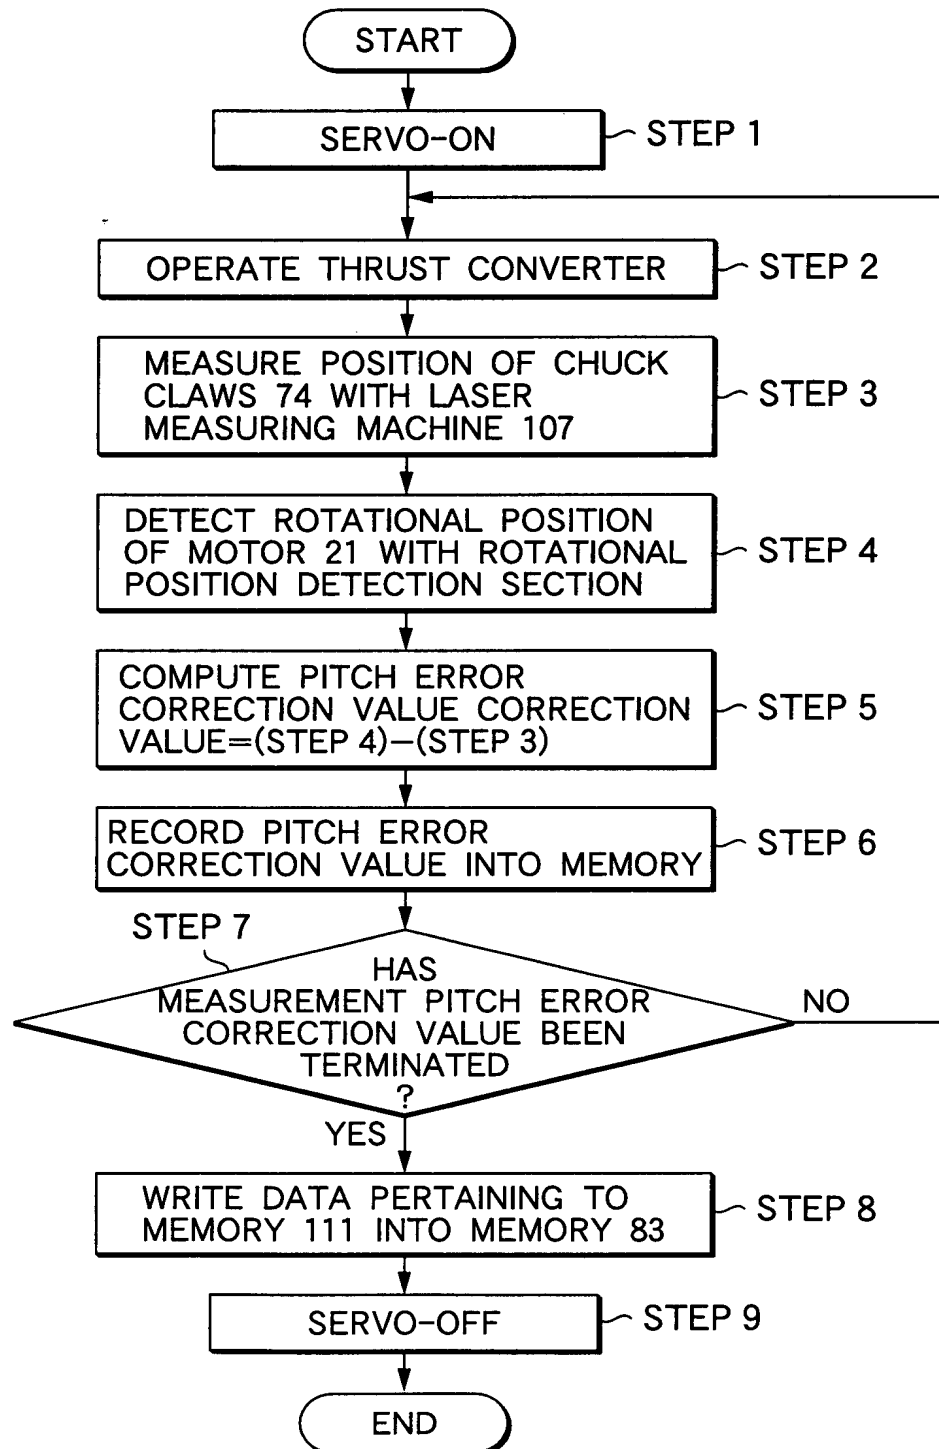 START
SERVO-ON
STEP 1
OPERATE THRUST CONVERTER
STEP 2
MEASURE POSITION OF CHUCK
CLAWS 74 WITH LASER
MEASURING MACHINE 107
STEP 3
DETECT ROTATIONAL POSITION
OF MOTOR 21 WITH ROTATIONAL
POSITION DETECTION SECTION
STEP 4
COMPUTE PITCH ERROR
CORRECTION VALUE CORRECTION
VALUE=(STEP 4)-(STEP 3)
STEP 5
RECORD PITCH ERROR
CORRECTION VALUE INTO MEMORY
STEP 6
STEP 7
HAS
MEASUREMENT PITCH ERROR
CORRECTION VALUE BEEN
TERMINATED
?
NO
YES
WRITE DATA PERTAINING TO
MEMORY 111 INTO MEMORY 83
STEP 8
SERVO-OFF
STEP 9
END